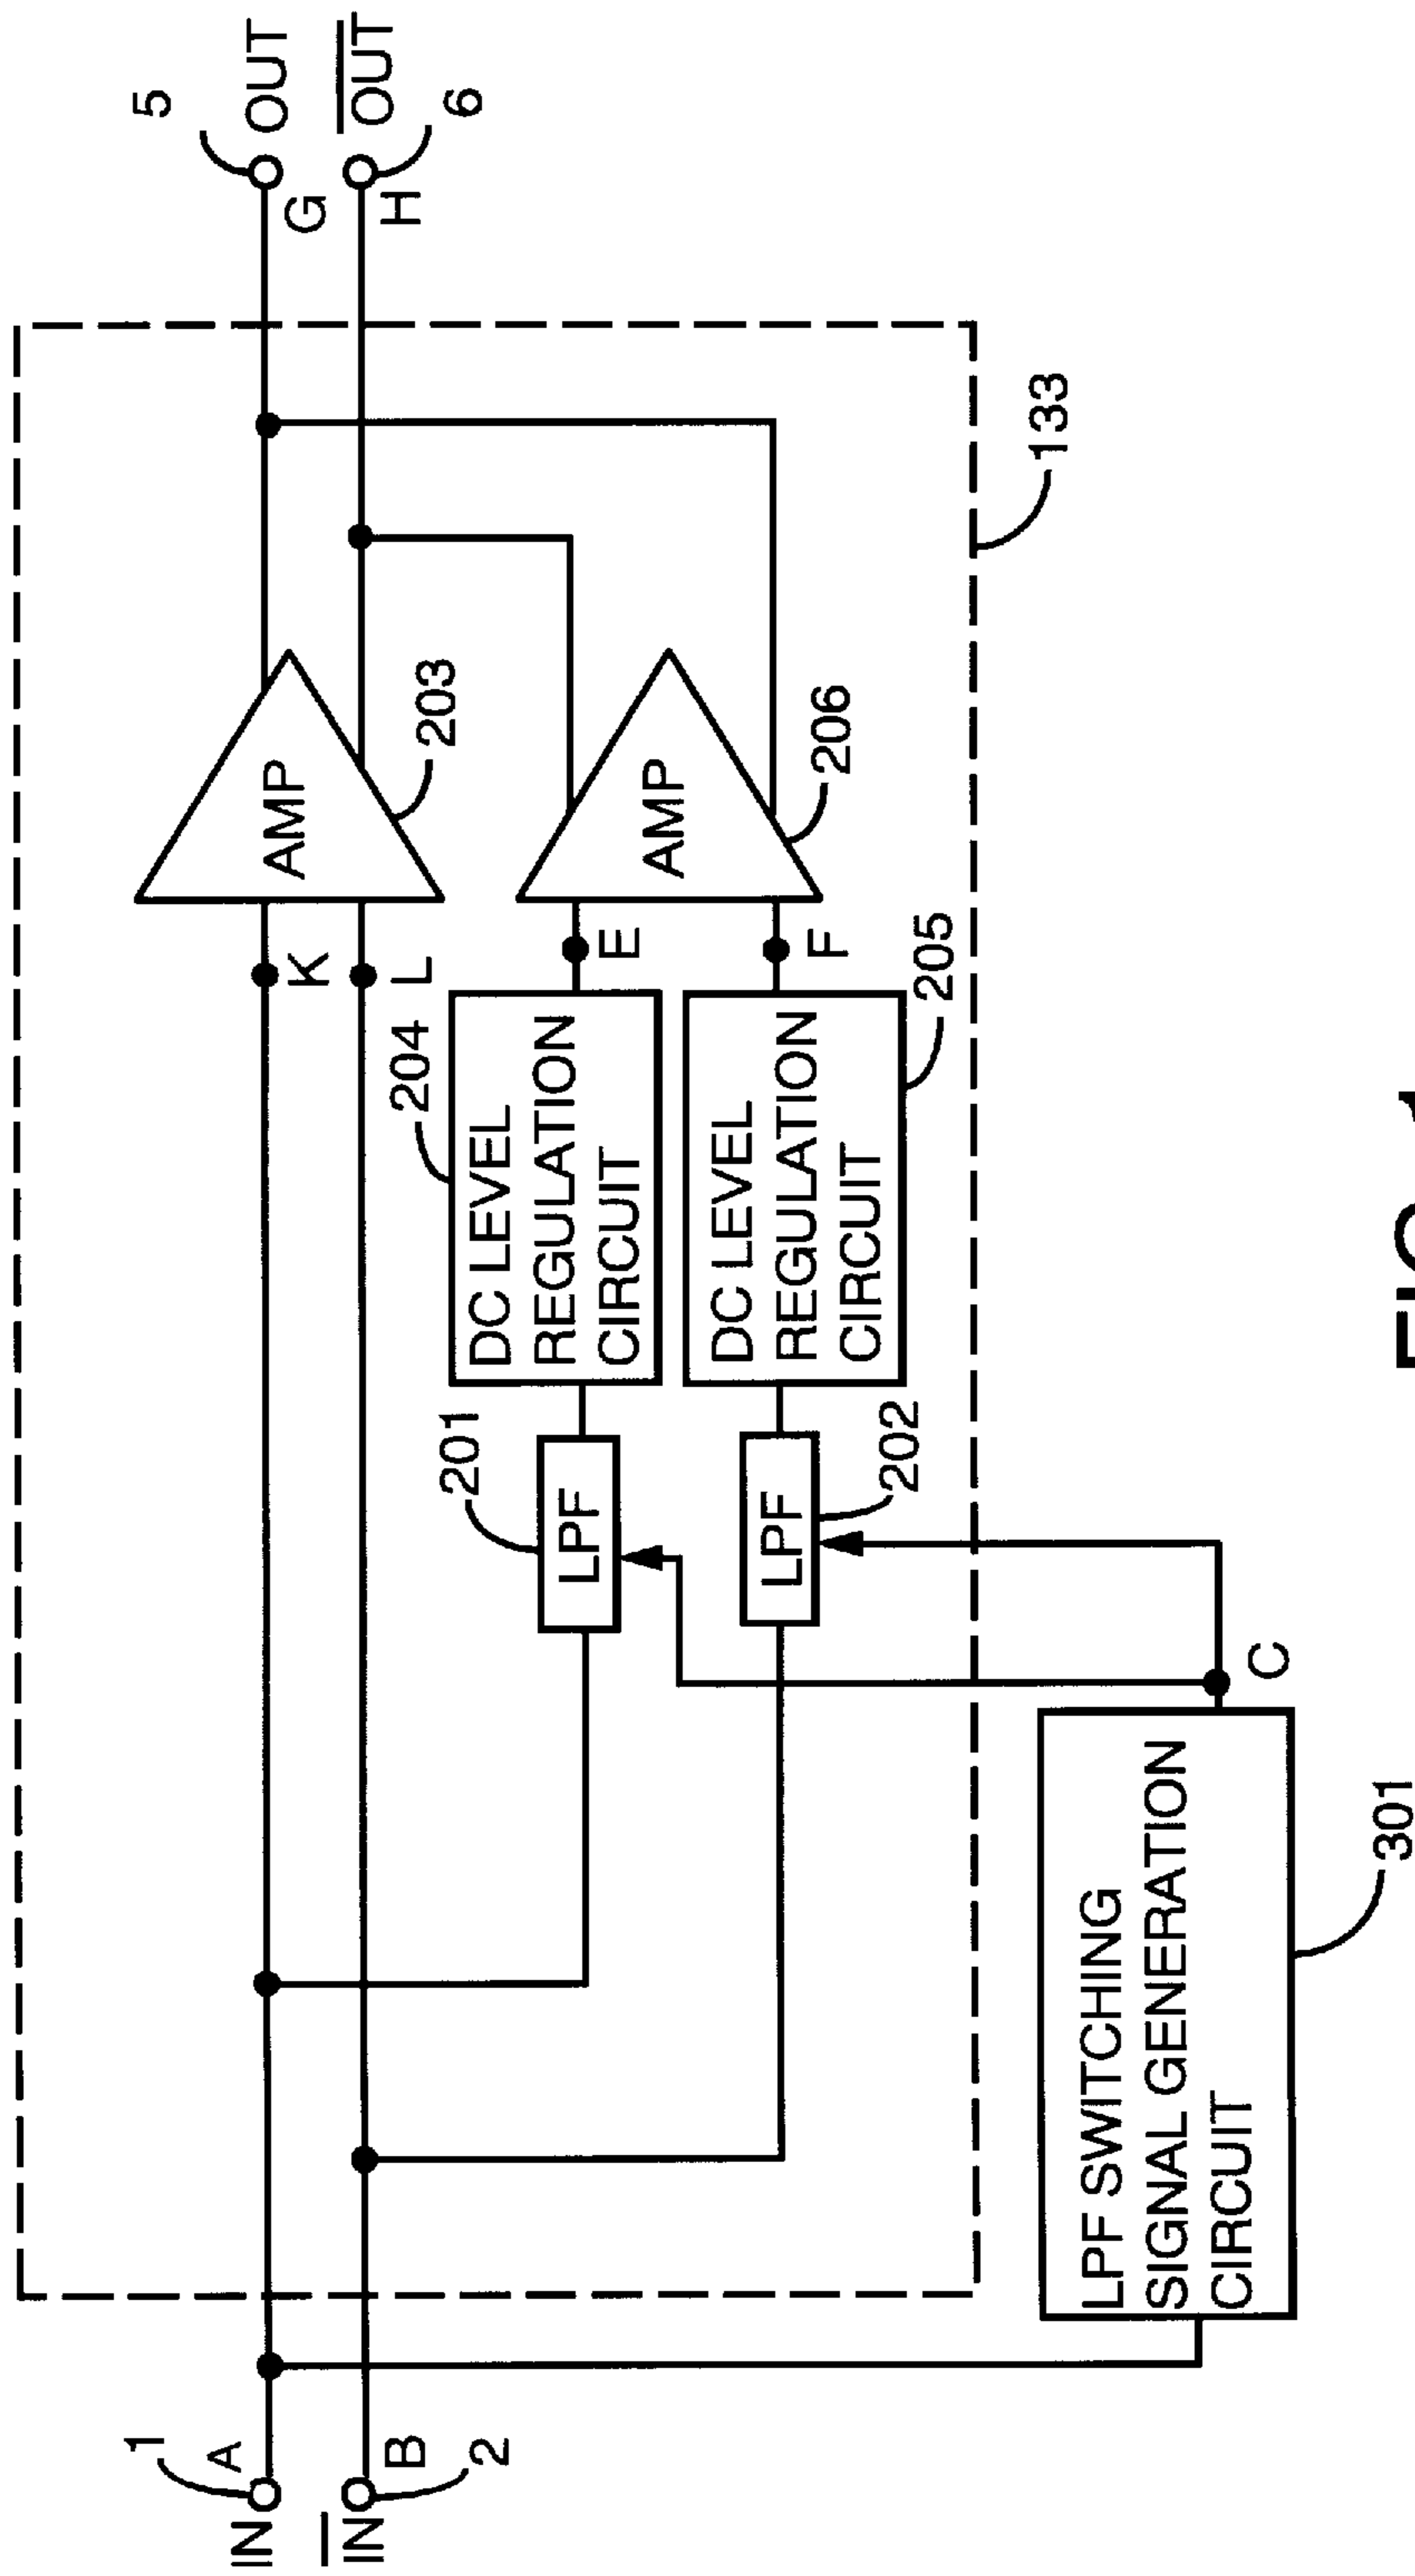 5
OUT
OUT
6
G
H
133
AMP
203
AMP
206
K
L
E
F
204
DC LEVEL
REGULATION
CIRCUIT
205
DC LEVEL
REGULATION
CIRCUIT
201
LPF
202
LPF
C
LPF SWITCHING
SIGNAL GENERATION
CIRCUIT
301
1
A
IN
IN
B
2